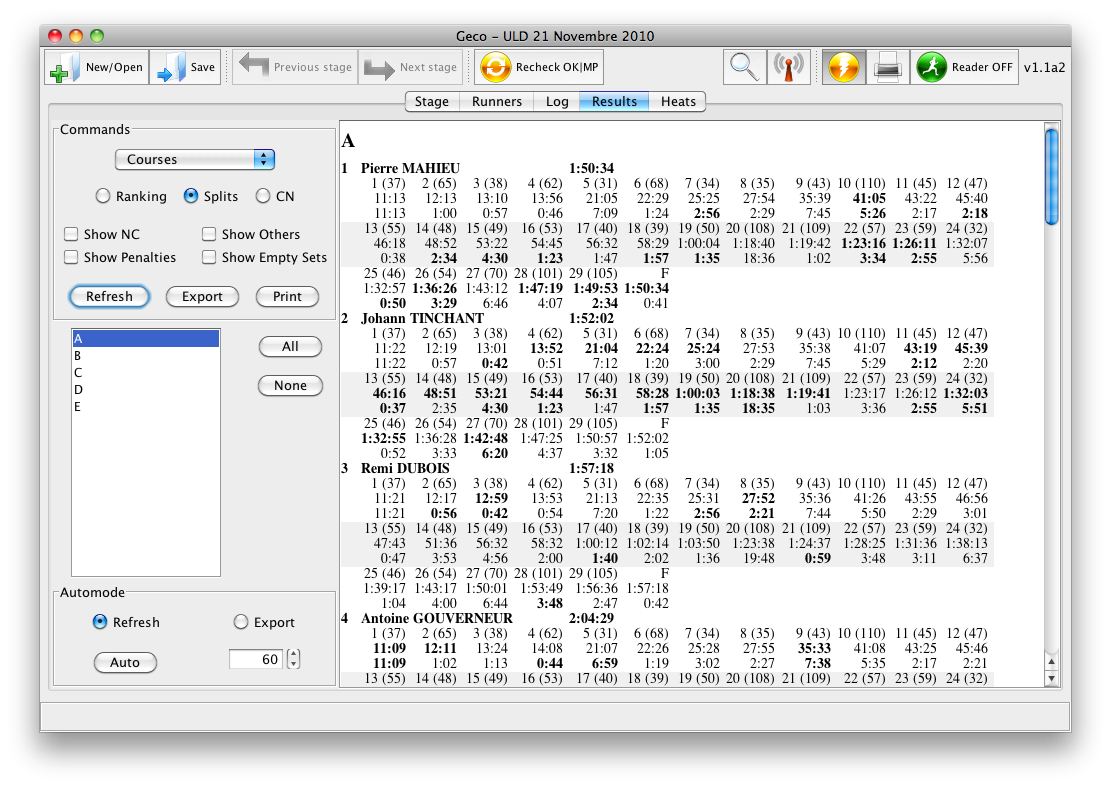 Geco - ULD 21 Novembre 2010
New/Open Save Previous stage Next stage Recheck OK|MP Reader OFF v1.1a2
Stage Runners Log Results Heats
Commands
Courses
Ranking Splits CN
Show NC Show Others
Show Penalties Show Empty Sets
Refresh Export Print
A
B
C
D
E
All
None
Automode
Refresh Export
Auto 60
A
1 Pierre MAHIEU 1:50:34
1 (37) 2 (65) 3 (38) 4 (62) 5 (31) 6 (68) 7 (34) 8 (35) 9 (43) 10 (110) 11 (45) 12 (47)
11:13 12:13 13:10 13:56 21:05 22:29 25:25 27:54 35:39 41:05 43:22 45:40
11:13 1:00 0:57 0:46 7:09 1:24 2:56 2:29 7:45 5:26 2:17 2:18
13 (55) 14 (48) 15 (49) 16 (53) 17 (40) 18 (39) 19 (50) 20 (108) 21 (109) 22 (57) 23 (59) 24 (32)
46:18 48:52 53:22 54:45 56:32 58:29 1:00:04 1:18:40 1:19:42 1:23:16 1:26:11 1:32:07
0:38 2:34 4:30 1:23 1:47 1:57 1:35 18:36 1:02 3:34 2:55 5:56
25 (46) 26 (54) 27 (70) 28 (101) 29 (105) F
1:32:57 1:36:26 1:43:12 1:47:19 1:49:53 1:50:34
0:50 3:29 6:46 4:07 2:34 0:41
2 Johann TINCHANT 1:52:02
1 (37) 2 (65) 3 (38) 4 (62) 5 (31) 6 (68) 7 (34) 8 (35) 9 (43) 10 (110) 11 (45) 12 (47)
11:22 12:19 13:01 13:52 21:04 22:24 25:24 27:53 35:38 41:07 43:19 45:39
11:22 0:57 0:42 0:51 7:12 1:20 3:00 2:29 7:45 5:29 2:12 2:20
13 (55) 14 (48) 15 (49) 16 (53) 17 (40) 18 (39) 19 (50) 20 (108) 21 (109) 22 (57) 23 (59) 24 (32)
46:16 48:51 53:21 54:44 56:31 58:28 1:00:03 1:18:38 1:19:41 1:23:17 1:26:12 1:32:03
0:37 2:35 4:30 1:23 1:47 1:57 1:35 18:35 1:03 3:36 2:55 5:51
25 (46) 26 (54) 27 (70) 28 (101) 29 (105) F
1:32:55 1:36:28 1:42:48 1:47:25 1:50:57 1:52:02
0:52 3:33 6:20 4:37 3:32 1:05
3 Remi DUBOIS 1:57:18
1 (37) 2 (65) 3 (38) 4 (62) 5 (31) 6 (68) 7 (34) 8 (35) 9 (43) 10 (110) 11 (45) 12 (47)
11:21 12:17 12:59 13:53 21:13 22:35 25:31 27:52 35:36 41:26 43:55 46:56
11:21 0:56 0:42 0:54 7:20 1:22 2:56 2:21 7:44 5:50 2:29 3:01
13 (55) 14 (48) 15 (49) 16 (53) 17 (40) 18 (39) 19 (50) 20 (108) 21 (109) 22 (57) 23 (59) 24 (32)
47:43 51:36 56:32 58:32 1:00:12 1:02:14 1:03:50 1:23:38 1:24:37 1:28:25 1:31:36 1:38:13
0:47 3:53 4:56 2:00 1:40 2:02 1:36 19:48 0:59 3:48 3:11 6:37
25 (46) 26 (54) 27 (70) 28 (101) 29 (105) F
1:39:17 1:43:17 1:50:01 1:53:49 1:56:36 1:57:18
1:04 4:00 6:44 3:48 2:47 0:42
4 Antoine GOUVERNEUR 2:04:29
1 (37) 2 (65) 3 (38) 4 (62) 5 (31) 6 (68) 7 (34) 8 (35) 9 (43) 10 (110) 11 (45) 12 (47)
11:09 12:11 13:24 14:08 21:07 22:26 25:28 27:55 35:33 41:08 43:25 45:46
11:09 1:02 1:13 0:44 6:59 1:19 3:02 2:27 7:38 5:35 2:17 2:21
13 (55) 14 (48) 15 (49) 16 (53) 17 (40) 18 (39) 19 (50) 20 (108) 21 (109) 22 (57) 23 (59) 24 (32)